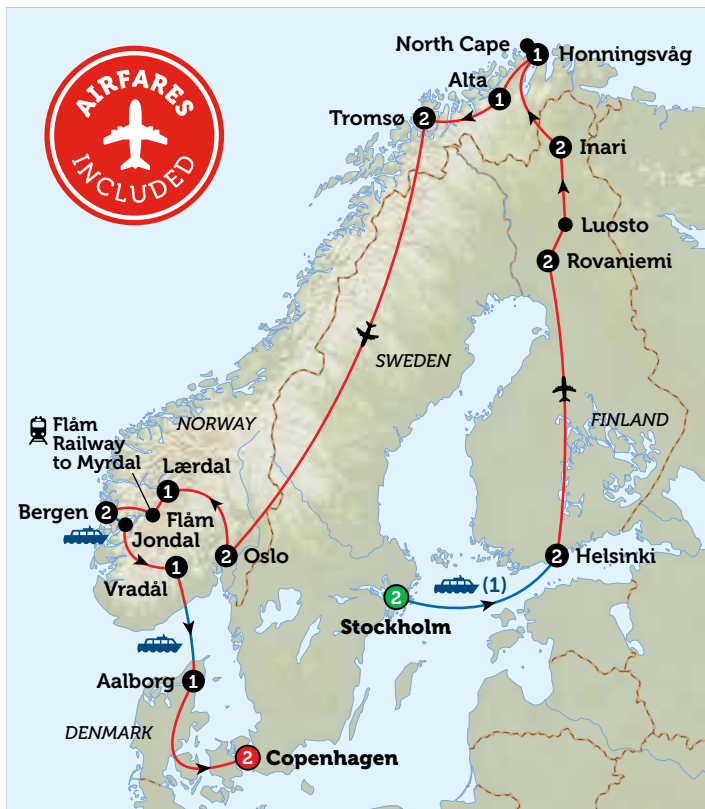 AIRFARES
INCLUDED
North Cape
1
Honningsvåg
Alta
1
Tromsø
2
2
Inari
Luosto
2
Rovaniemi
SWEDEN
NORWAY
FINLAND
Flåm
Railway
to Myrdal
Lærdal
1
Bergen
2
Flåm
Jondal
2
Oslo
2
Helsinki
Vradål
1
(1)
2
Stockholm
Aalborg
1
DENMARK
2
Copenhagen